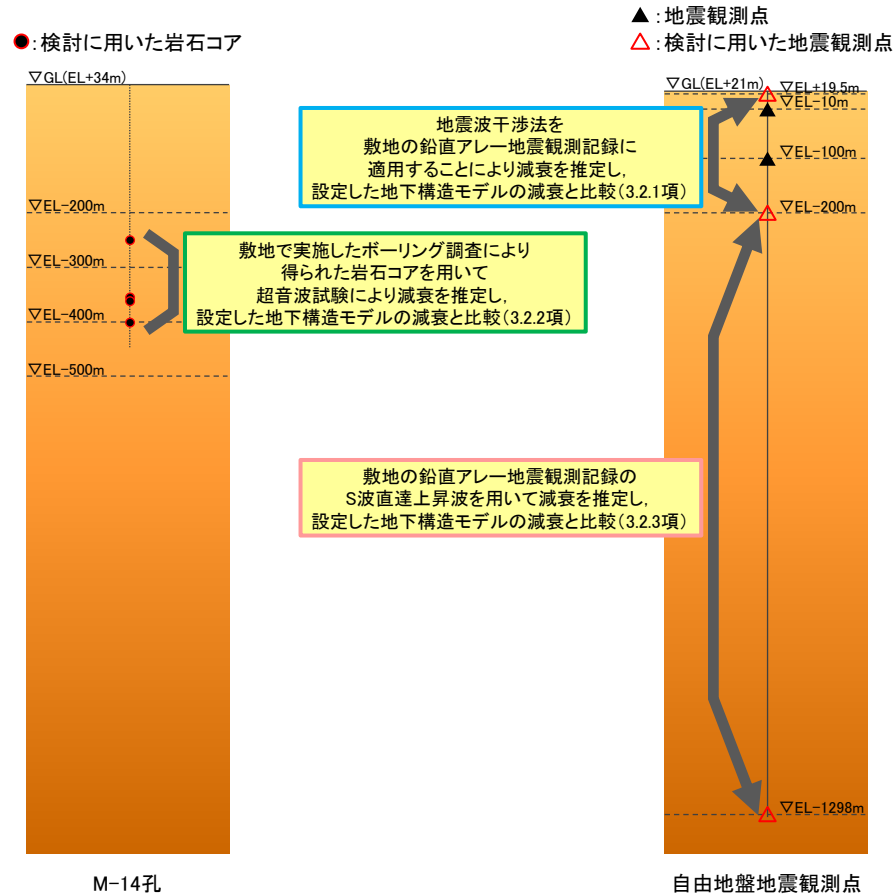 ●:検討に用いた岩石コア
▲:地震観測点
△:検討に用いた地震観測点
▽GL(EL+34m)
▽EL-200m
▽EL-300m
▽EL-400m
▽EL-500m
▽GL(EL+21m)
▽EL+19.5m
▽EL-10m
▽EL-100m
▽EL-200m
▽EL-1298m
地震波干渉法を
敷地の鉛直アレー地震観測記録に
適用することにより減衰を推定し,
設定した地下構造モデルの減衰と比較(3.2.1項)
敷地で実施したボーリング調査により
得られた岩石コアを用いて
超音波試験により減衰を推定し,
設定した地下構造モデルの減衰と比較(3.2.2項)
敷地の鉛直アレー地震観測記録の
S波直達上昇波を用いて減衰を推定し,
設定した地下構造モデルの減衰と比較(3.2.3項)
M-14孔
自由地盤地震観測点